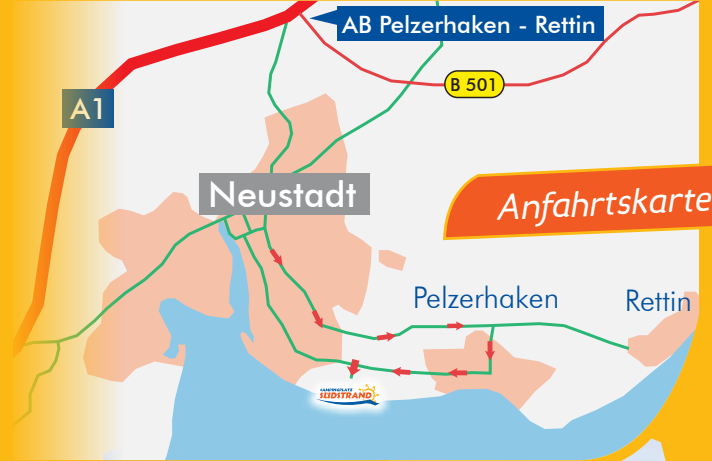 AB Pelzerhaken - Rettin
B 501
A1
Neustadt
Anfahrtskarte
Pelzerhaken
Rettin
CAMPINGPLATZ
SÜDSTRAND